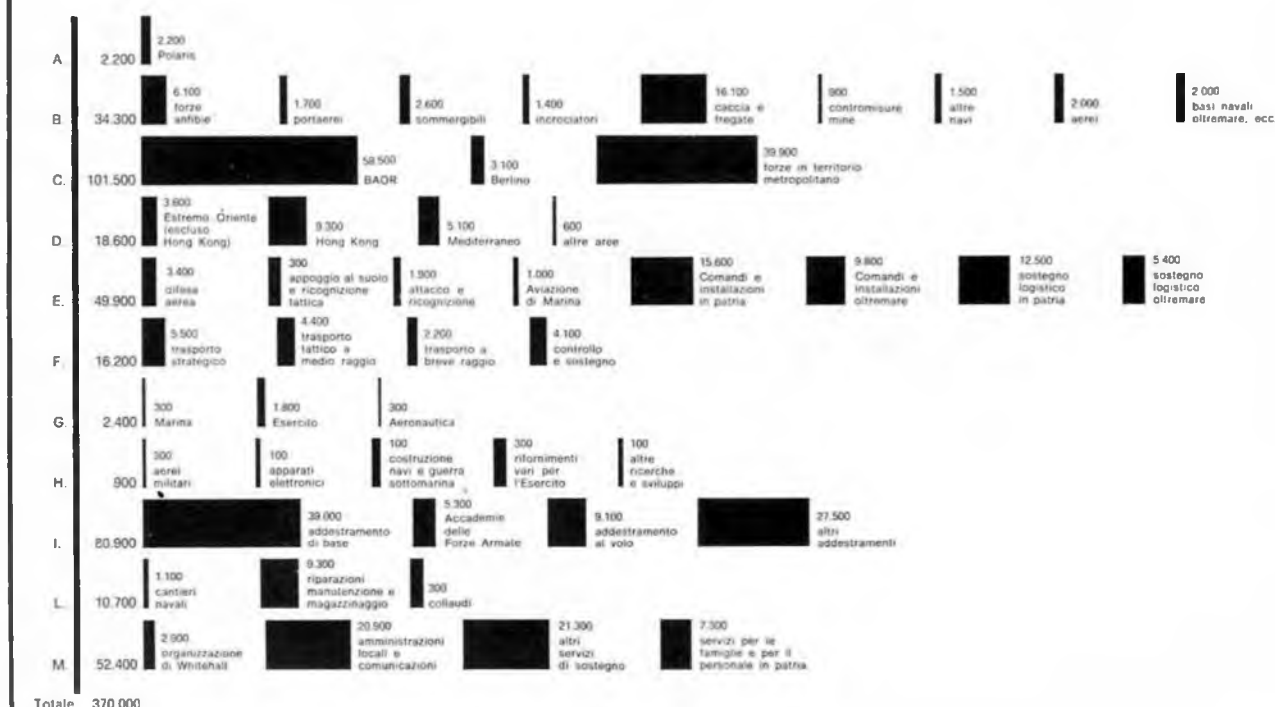 A. 2.200
2.200
Polaris
B. 34.300
6.100
forze
anfibie
1.700
portaerei
2.600
sommergibili
1.400
incrociatori
16.100
caccia e
fregate
900
contromisure
mine
1.500
altre
navi
2.000
aerei
2.000
basi navali
oltremare, ecc.
C. 101.500
58.500
BAOR
3.100
Berlino
39.900
forze in territorio
metropolitano
D. 18.600
3.600
Estremo Oriente
(escluso
Hong Kong)
9.300
Hong Kong
5.100
Mediterraneo
600
altre aree
E. 49.900
3.400
difesa
aerea
300
appoggio al suolo
e ricognizione
tattica
1.900
attacco e
ricognizione
1.000
Aviazione
di Marina
15.600
Comandi e
installazioni
in patria
9.800
Comandi e
installazioni
oltremare
12.500
sostegno
logistico
in patria
5.400
sostegno
logistico
oltremare
F. 16.200
5.500
trasporto
strategico
4.400
trasporto
tattico a
medio raggio
2.200
trasporto a
breve raggio
4.100
controllo
e sostegno
G. 2.400
300
Marina
1.800
Esercito
300
Aeronautica
H. 900
300
aerei
militari
100
apparati
elettronici
100
costruzione
navi e guerra
sottomarina
300
rifornimenti
vari per
l'Esercito
100
altre
ricerche
e sviluppi
I. 80.900
39.000
addestramento
di base
5.300
Accademie
delle
Forze Armate
9.100
addestramento
al volo
27.500
altri
addestramenti
L. 10.700
1.100
cantieri
navali
9.300
riparazioni
manutenzione e
magazzinaggio
300
collaudi
M. 52.400
2.900
organizzazione
di Whitehall
20.900
amministrazioni
locali e
comunicazioni
21.300
altri
servizi
di sostegno
7.300
servizi per le
famiglie e per il
personale in patria
Totale 370.000